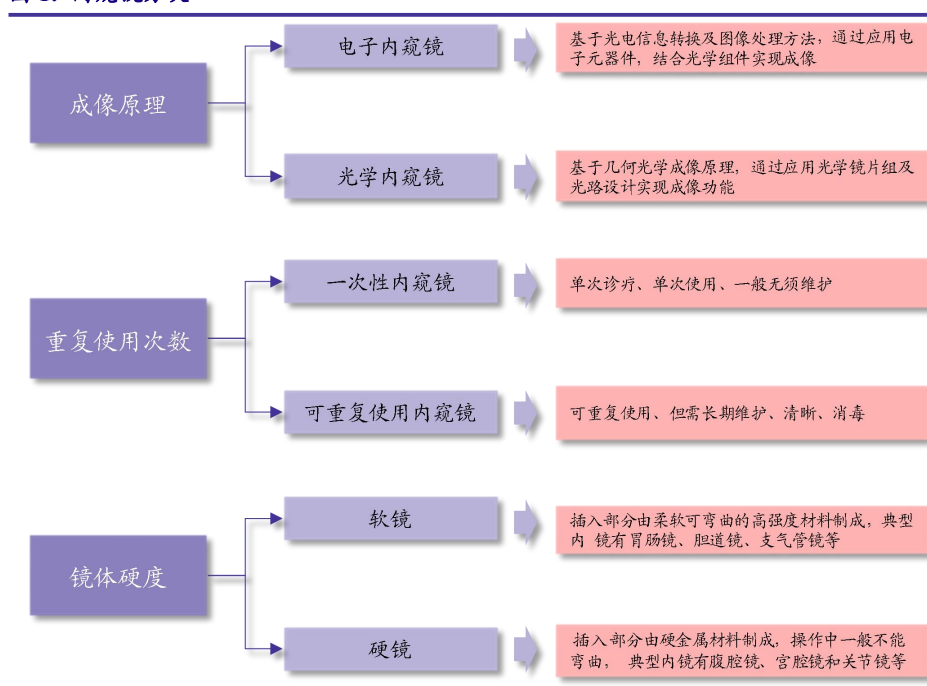 成像原理
电子内窥镜
基于光电信息转换及图像处理方法，通过应用电
子元器件，结合光学组件实现成像
光学内窥镜
基于几何光学成像原理，通过应用光学镜片组及
光路设计实现成像功能
重复使用次数
一次性内窥镜
单次诊疗、单次使用、一般无须维护
可重复使用内窥镜
可重复使用、但需长期维护、清晰、消毒
镜体硬度
软镜
插入部分由柔软可弯曲的高强度材料制成，典型
内 镜有胃肠镜、胆道镜、支气管镜等
硬镜
插入部分由硬金属材料制成，操作中一般不能
弯曲， 典型内镜有腹腔镜、宫腔镜和关节镜等